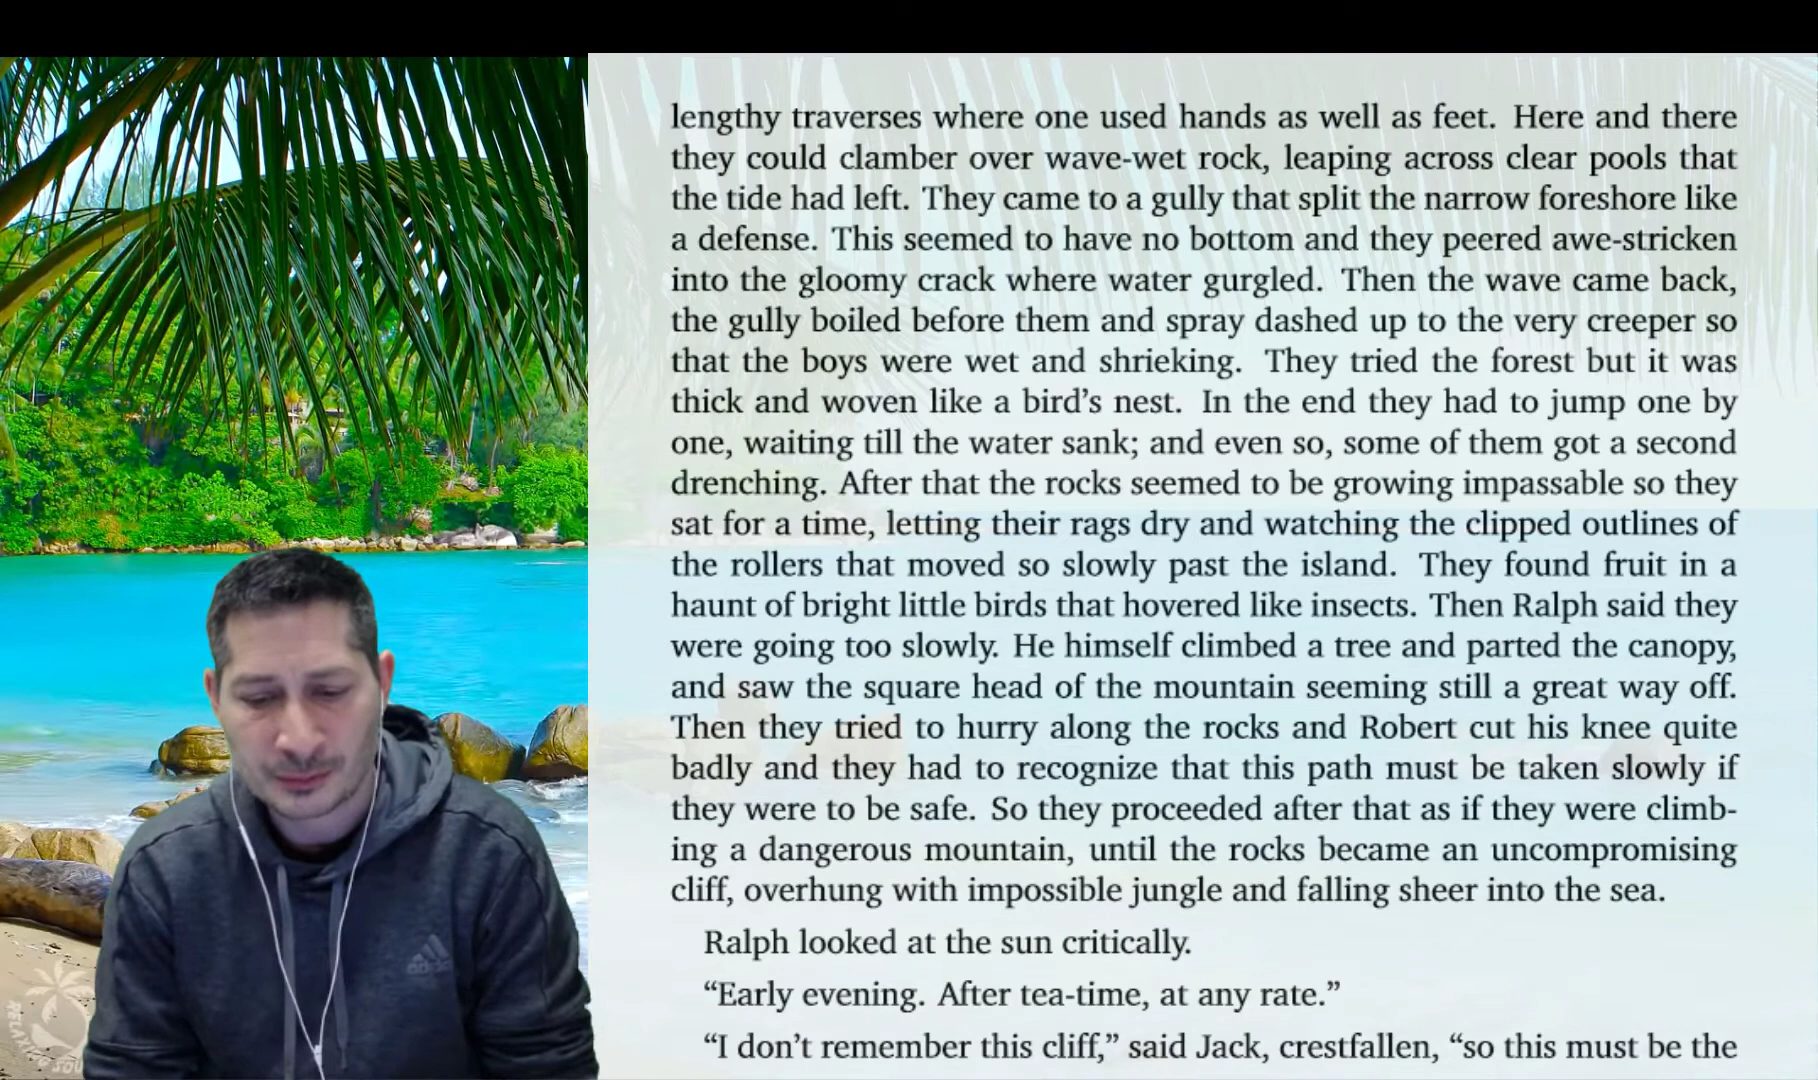 lengthy traverses where one used hands as well as feet. Here and there
they could clamber over wave-wet rock, leaping across clear pools that
the tide had left. They came to a gully that split the narrow foreshore like
a defense. This seemed to have no bottom and they peered awe-stricken
into the gloomy crack where water gurgled. Then the wave came back,
the gully boiled before them and spray dashed up to the very creeper so
that the boys were wet and shrieking. They tried the forest but it was
thick and woven like a bird’s nest. In the end they had to jump one by
one, waiting till the water sank; and even so, some of them got a second
drenching. After that the rocks seemed to be growing impassable so they
sat for a time, letting their rags dry and watching the clipped outlines of
the rollers that moved so slowly past the island. They found fruit in a
haunt of bright little birds that hovered like insects. Then Ralph said they
were going too slowly. He himself climbed a tree and parted the canopy,
and saw the square head of the mountain seeming still a great way off.
Then they tried to hurry along the rocks and Robert cut his knee quite
badly and they had to recognize that this path must be taken slowly if
they were to be safe. So they proceeded after that as if they were climb-
ing a dangerous mountain, until the rocks became an uncompromising
cliff, overhung with impossible jungle and falling sheer into the sea.
Ralph looked at the sun critically.
“Early evening. After tea-time, at any rate.”
“I don’t remember this cliff,” said Jack, crestfallen, “so this must be the
adidas